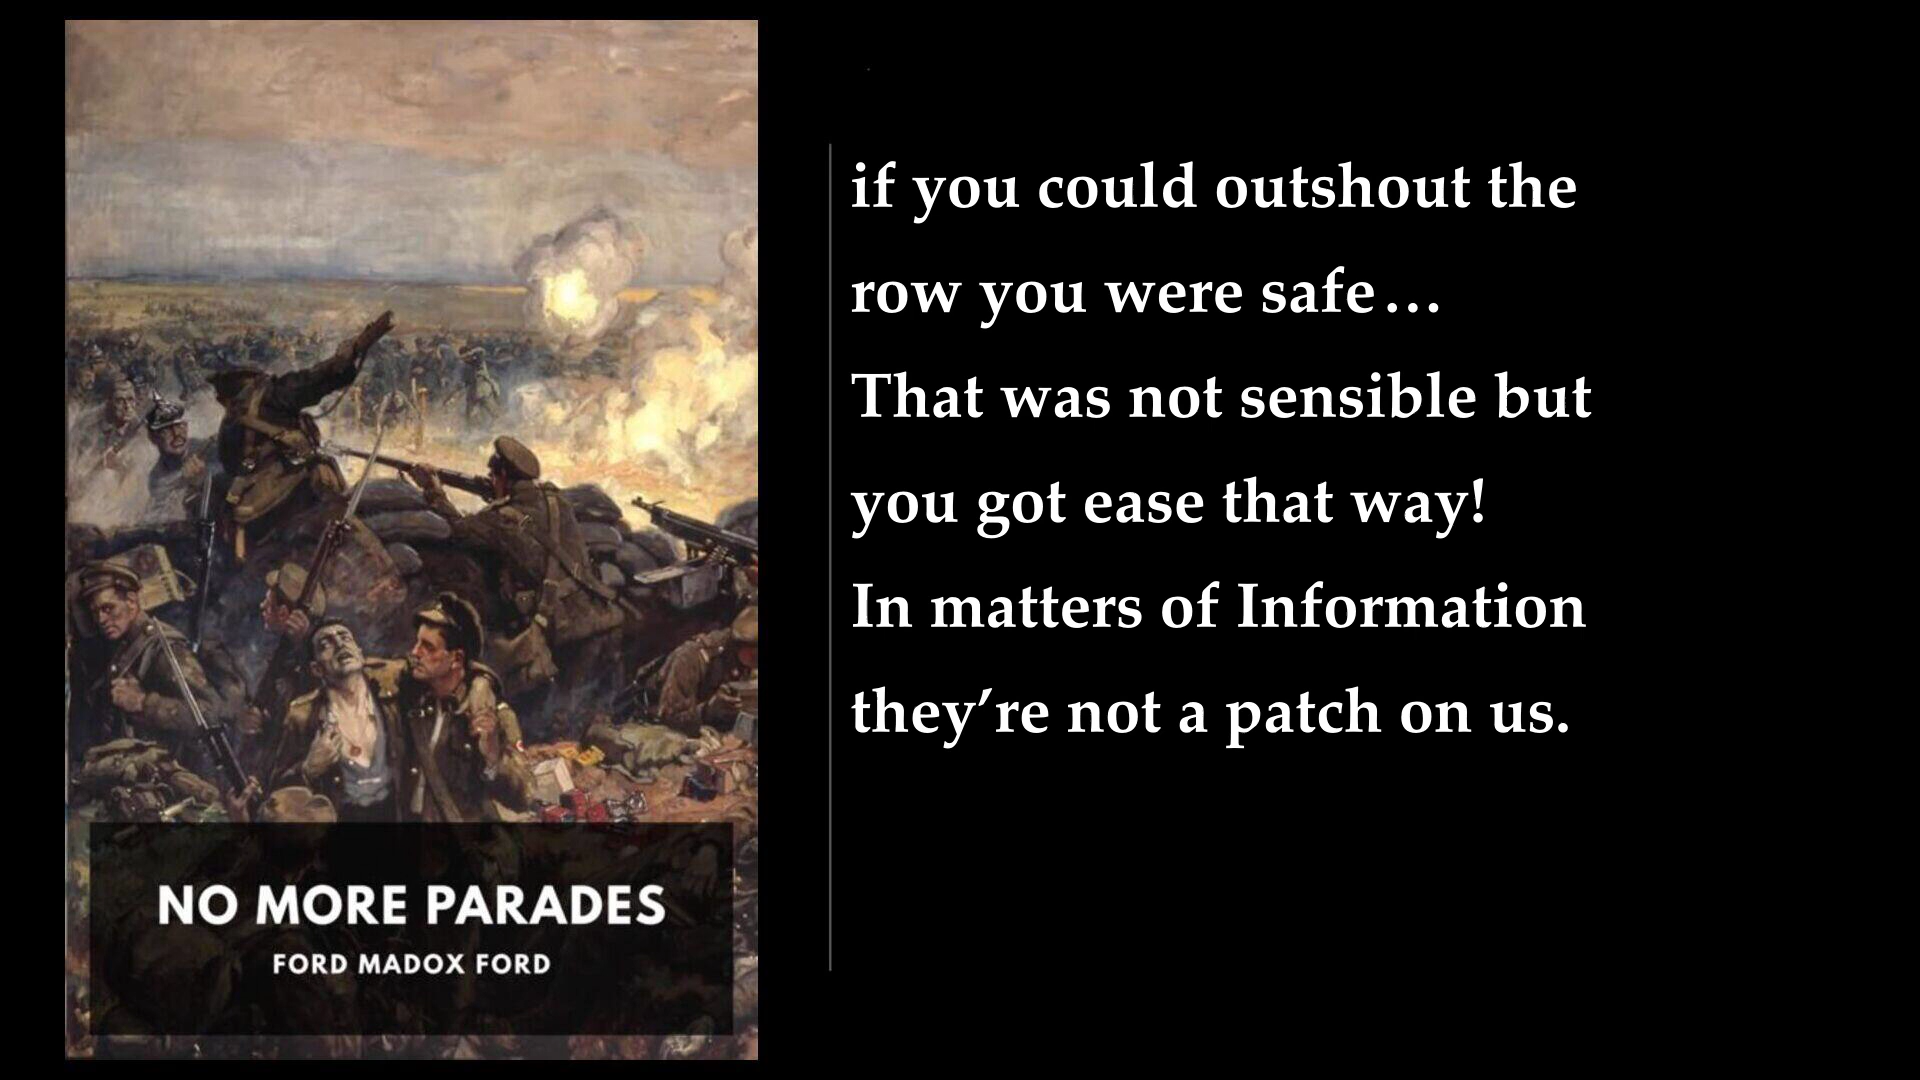 if you could outshout the
row you were safe…
That was not sensible but
you got ease that way!
In matters of Information
they’re not a patch on us.
NO MORE PARADES
FORD MADOX FORD